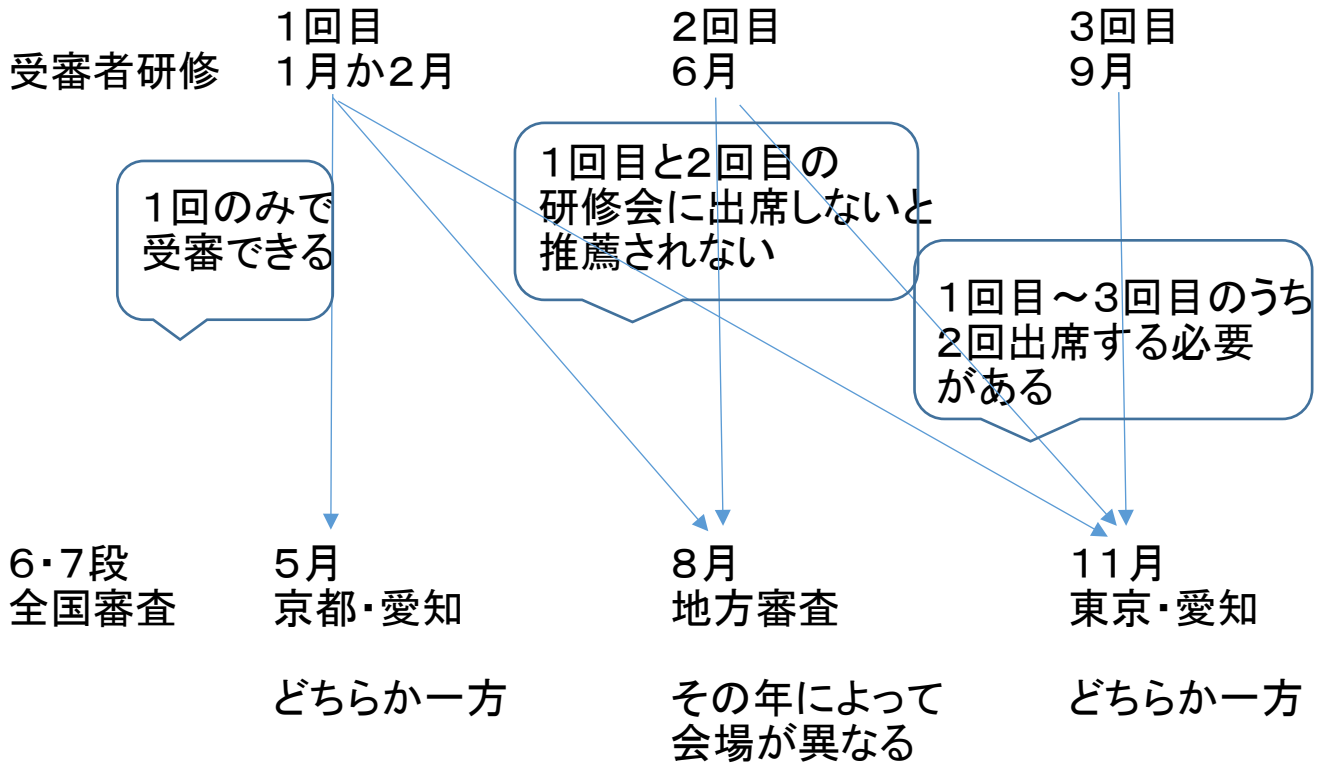 1回目
2回目
3回目
受審者研修
1月か2月
6月
9月
1回のみで
受審できる
1回目と2回目の
研修会に出席しないと
推薦されない
1回目～3回目のうち
2回出席する必要
がある
6・7段
全国審査
5月
京都・愛知
どちらか一方
8月
地方審査
その年によって
会場が異なる
11月
東京・愛知
どちらか一方